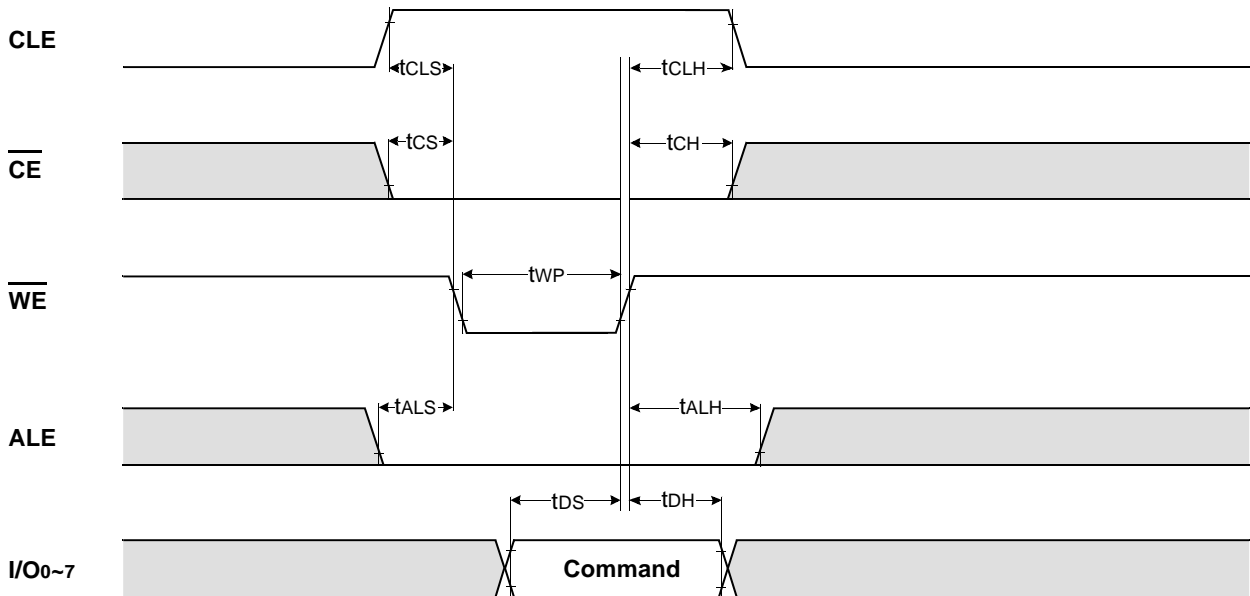 CLE
tCLS
tCLH
CE
tCS
tCH
WE
tWP
ALE
tALS
tALH
tDS
tDH
I/O0~7
Command